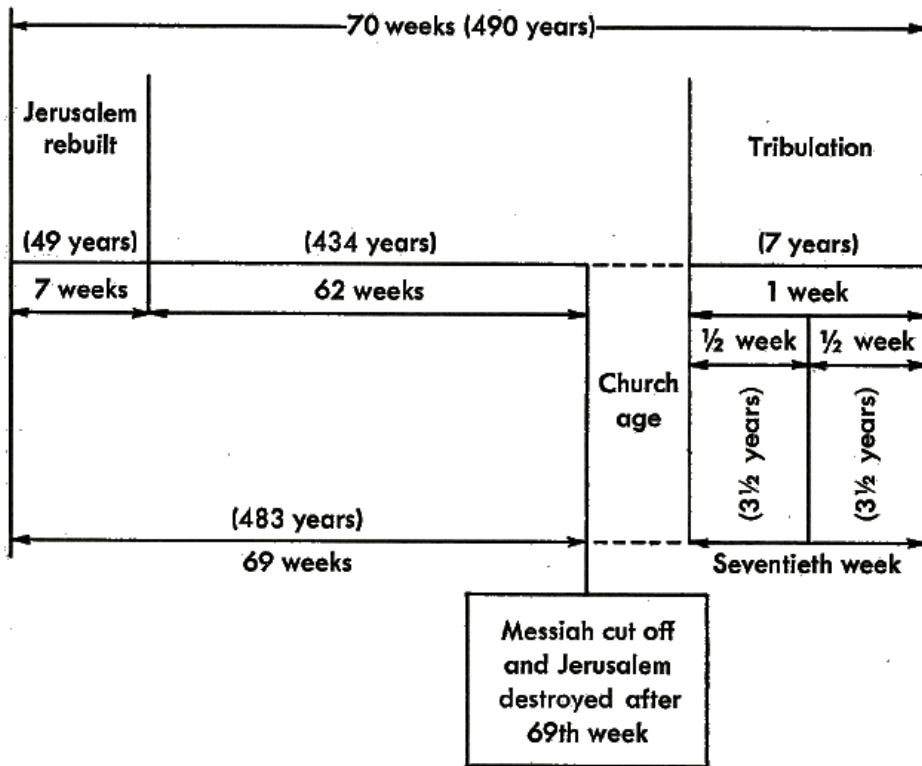 70 weeks (490 years)
Jerusalem
rebuilt
Tribulation
(49 years)
(434 years)
(7 years)
7 weeks
62 weeks
1 week
½ week
½ week
Church
age
(3½ years)
(3½ years)
(483 years)
69 weeks
Seventieth week
Messiah cut off
and Jerusalem
destroyed after
69th week